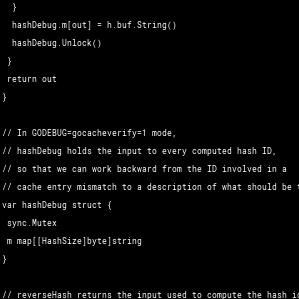 }
hashDebug.m[out] = h.buf.String()
hashDebug.Unlock()
}
return out
}
// In GODEBUG=gocacheverify=1 mode,
// hashDebug holds the input to every computed hash ID,
// so that we can work backward from the ID involved in a
// cache entry mismatch to a description of what should be
var hashDebug struct {
sync.Mutex
m map[[HashSize]byte]string
}
// reverseHash returns the input used to compute the hash